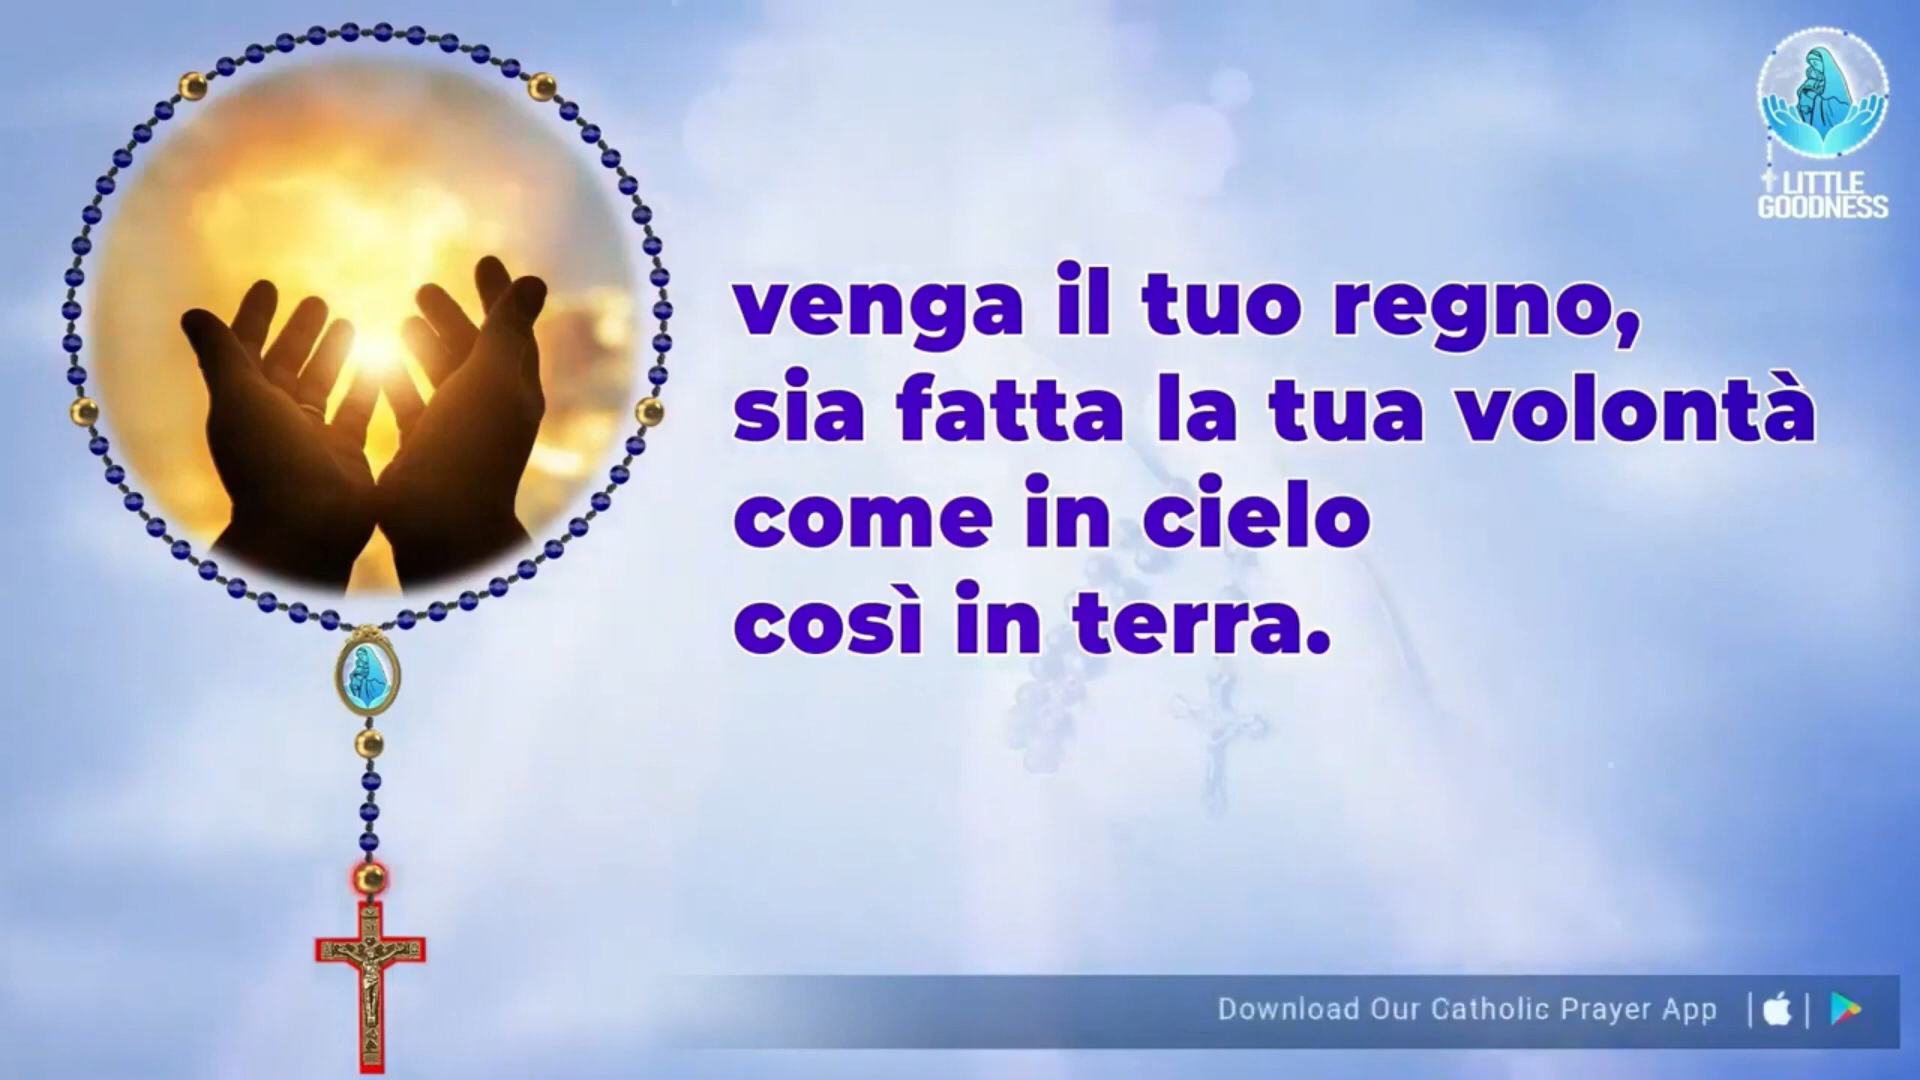 LITTLE
GOODNESS
venga il tuo regno,
sia fatta la tua volontà
come in cielo
così in terra.
Download Our Catholic Prayer App